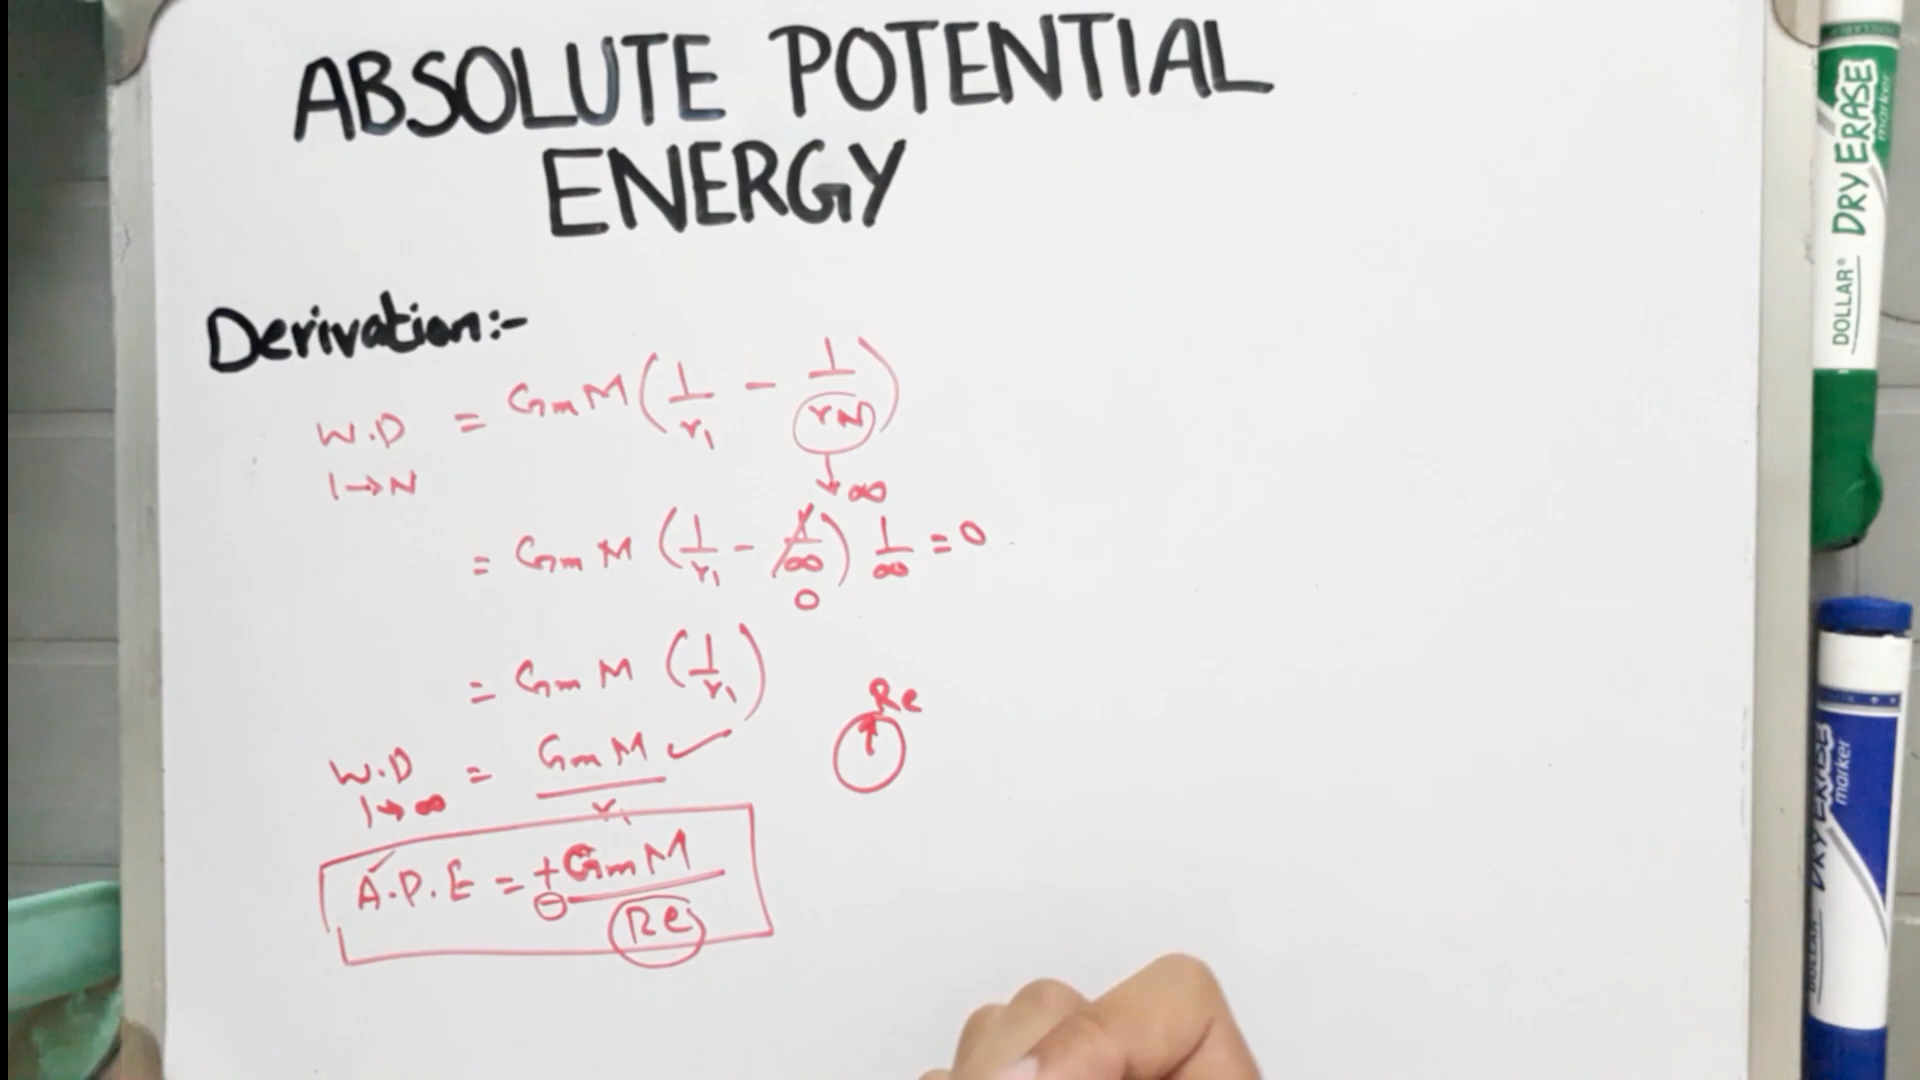 ABSOLUTE POTENTIAL
ENERGY
Derivation:-
W.D = GmM(1/r₁ - 1/rN)
1→N
∞
= GmM (1/r₁ - 1/∞) 1/∞ = 0
0
= GmM (1/r₁)
Re
W.D = GmM/r₁ ✓
1→∞
A.P.E = +GmM/Re
⊖
DRY ERASE
marker
DOLLAR®
DRY ERASE
marker
DOLLAR